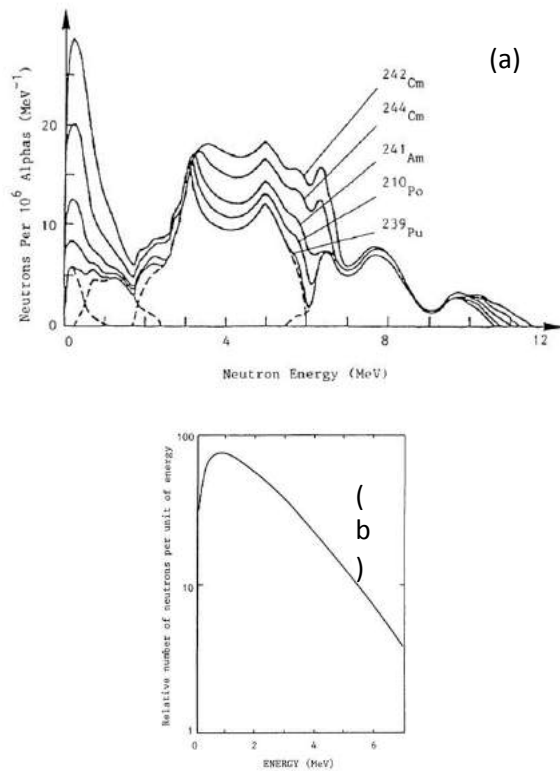 (a)
Neutrons Per 10⁶ Alphas (MeV⁻¹)
20
10
0
²⁴²Cm
²⁴⁴Cm
²⁴¹Am
²¹⁰Po
²³⁹Pu
0 2 4 6 8 10 12
Neutron Energy (MeV)
(
b
)
Relative number of neutrons per unit of energy
100
10
1
0 2 4 6
ENERGY (MeV)